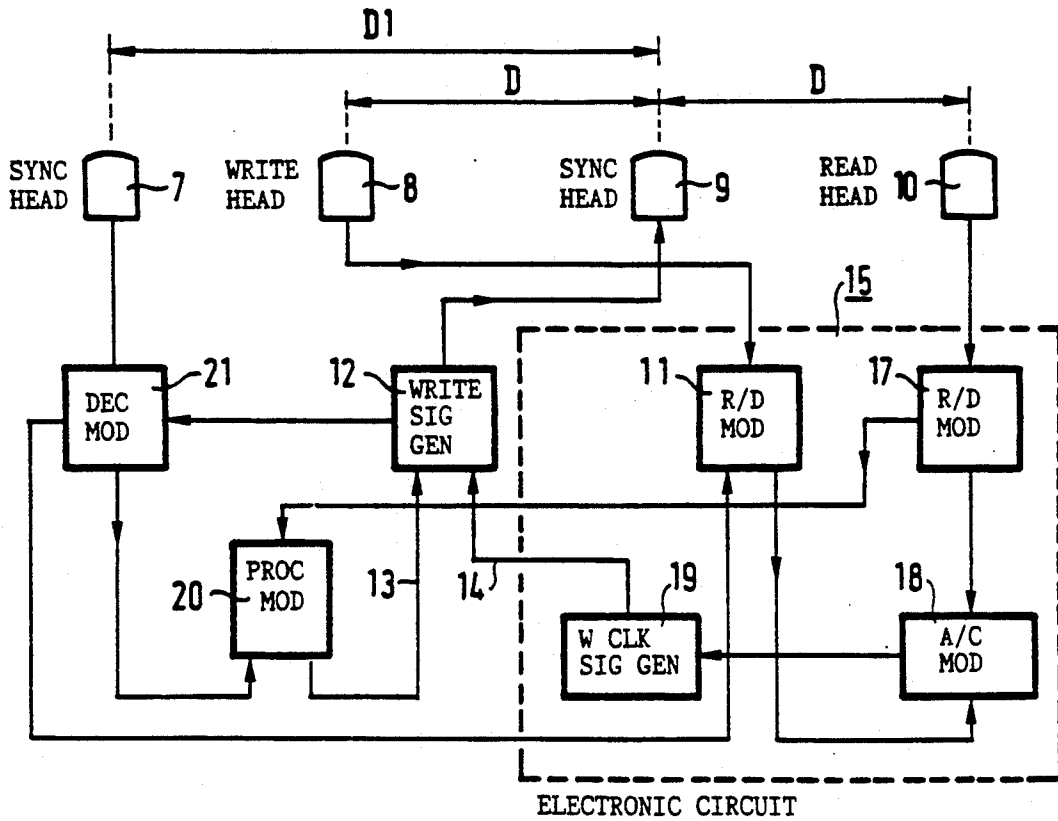 D1
D
D
SYNC HEAD
7
WRITE HEAD
8
SYNC HEAD
9
READ HEAD
10
15
21
DEC MOD
12
WRITE SIG GEN
11
R/D MOD
17
R/D MOD
20
PROC MOD
13
14
19
W CLK SIG GEN
18
A/C MOD
ELECTRONIC CIRCUIT